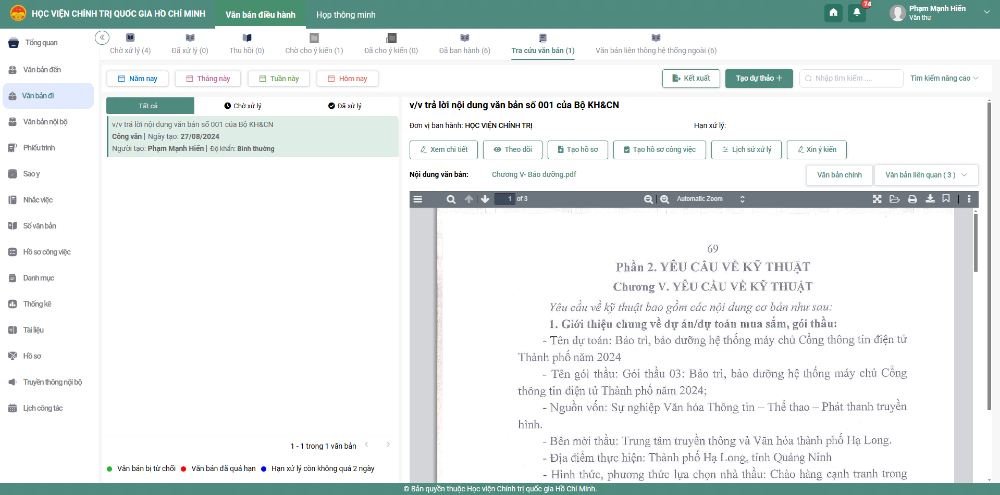 HỌC VIỆN CHÍNH TRỊ QUỐC GIA HỒ CHÍ MINH
Văn bản điều hành
Họp thông minh
74
Phạm Mạnh Hiển
Văn thư
Tổng quan
Văn bản đến
Văn bản đi
Văn bản nội bộ
Phiếu trình
Sao y
Nhắc việc
Sổ văn bản
Hồ sơ công việc
Danh mục
Thống kê
Tài liệu
Hồ sơ
Truyền thông nội bộ
Lịch công tác
Chờ xử lý (4)
Đã xử lý (0)
Thu hồi (0)
Chờ cho ý kiến (1)
Đã cho ý kiến (0)
Đã ban hành (6)
Tra cứu văn bản (1)
Văn bản liên thông hệ thống ngoài (6)
Năm nay
Tháng này
Tuần này
Hôm nay
Kết xuất
Tạo dự thảo
Nhập tìm kiếm ....
Tìm kiếm nâng cao
Tất cả
Chờ xử lý
Đã xử lý
v/v trả lời nội dung văn bản số 001 của Bộ KH&CN
Công văn | Ngày tạo: 27/08/2024
Người tạo: Phạm Mạnh Hiển | Độ khẩn: Bình thường
1 - 1 trong 1 văn bản
Văn bản bị từ chối
Văn bản đã quá hạn
Hạn xử lý còn không quá 2 ngày
v/v trả lời nội dung văn bản số 001 của Bộ KH&CN
Đơn vị ban hành: HỌC VIỆN CHÍNH TRỊ
Hạn xử lý:
Xem chi tiết
Theo dõi
Tạo hồ sơ
Tạo hồ sơ công việc
Lịch sử xử lý
Xin ý kiến
Nội dung văn bản:
Chương V- Bảo dưỡng.pdf
Văn bản chính
Văn bản liên quan ( 3 )
1 of 3
Automatic Zoom
69
Phần 2. YÊU CẦU VỀ KỸ THUẬT
Chương V. YÊU CẦU VỀ KỸ THUẬT
Yêu cầu về kỹ thuật bao gồm các nội dung cơ bản như sau:
1. Giới thiệu chung về dự án/dự toán mua sắm, gói thầu:
- Tên dự toán: Bảo trì, bảo dưỡng hệ thống máy chủ Cổng thông tin điện tử
Thành phố năm 2024
- Tên gói thầu: Gói thầu 03: Bảo trì, bảo dưỡng hệ thống máy chủ Cổng
thông tin điện tử Thành phố năm 2024;
- Nguồn vốn: Sự nghiệp Văn hóa Thông tin – Thể thao – Phát thanh truyền
hình.
- Bên mời thầu: Trung tâm truyền thông và Văn hóa thành phố Hạ Long.
- Địa điểm thực hiện: Thành phố Hạ Long, tỉnh Quảng Ninh
- Hình thức, phương thức lựa chọn nhà thầu: Chào hàng cạnh tranh trong
© Bản quyền thuộc Học viện Chính trị quốc gia Hồ Chí Minh.